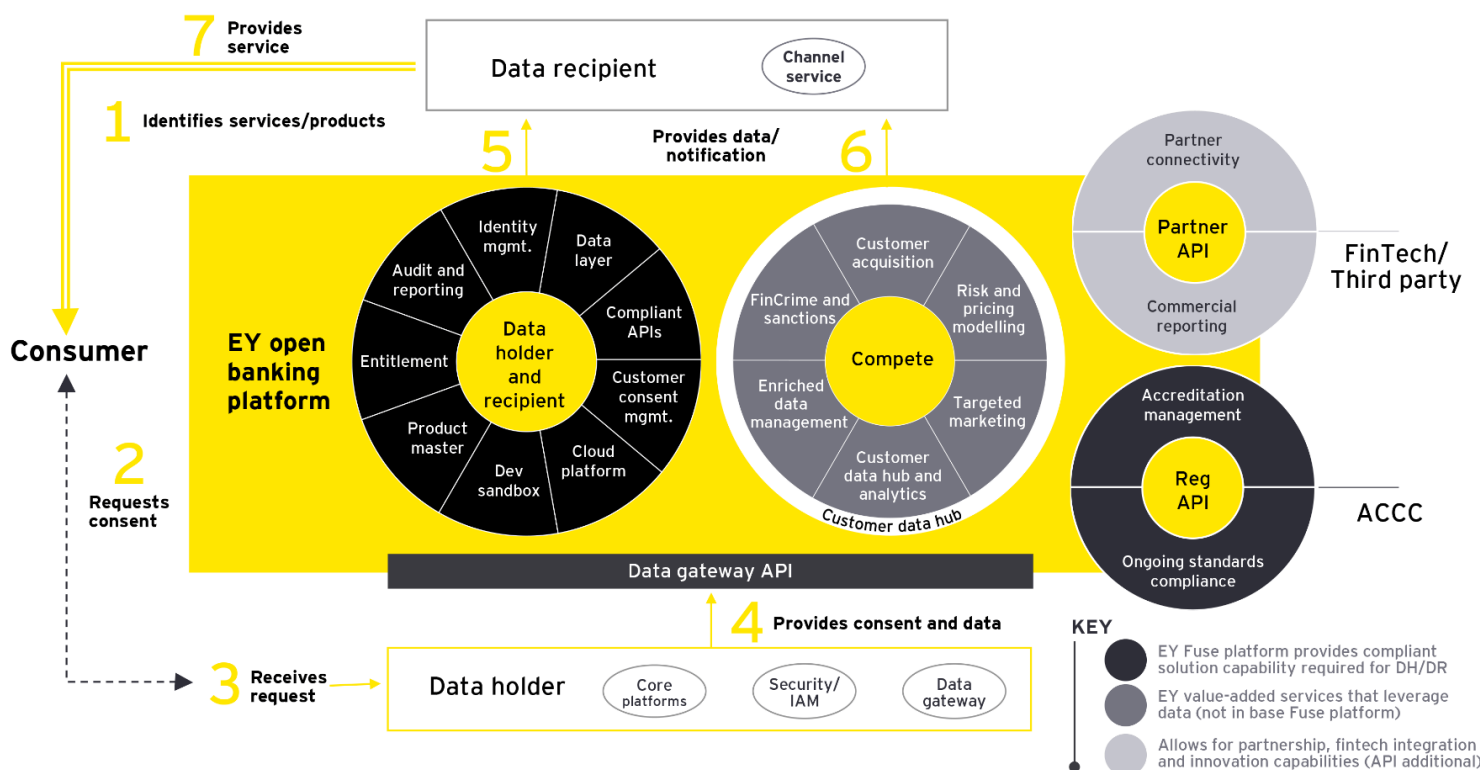 7
Provides
service
Data recipient
Channel
service
1
Identifies services/products
5
Provides data/
notification
6
Consumer
EY open
banking
platform
Identity
mgmt.
Data
layer
Compliant
APIs
Customer
consent
mgmt.
Cloud
platform
Dev
sandbox
Product
master
Entitlement
Audit and
reporting
Data
holder
and
recipient
Customer
acquisition
Risk and
pricing
modelling
Targeted
marketing
Customer
data hub and
analytics
Enriched
data
management
FinCrime and
sanctions
Compete
Customer data hub
Partner
connectivity
Partner
API
Commercial
reporting
FinTech/
Third party
Accreditation
management
Reg
API
Ongoing standards
compliance
ACCC
2
Requests
consent
Data gateway API
4
Provides consent and data
3
Receives
request
Data holder
Core
platforms
Security/
IAM
Data
gateway
KEY
EY Fuse platform provides compliant
solution capability required for DH/DR
EY value-added services that leverage
data (not in base Fuse platform)
Allows for partnership, fintech integration
and innovation capabilities (API additional)